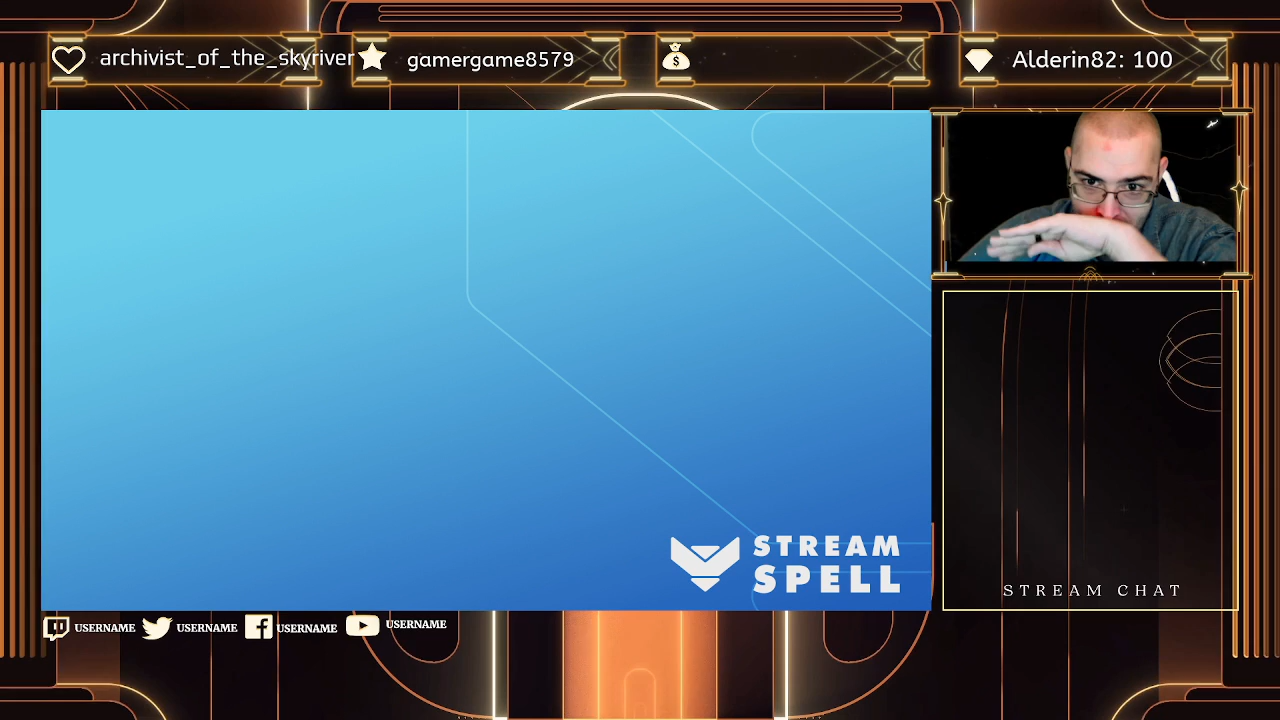 archivist_of_the_skyriver
gamergame8579
Alderin82: 100
STREAM
SPELL
STREAM CHAT
USERNAME
USERNAME
USERNAME
USERNAME